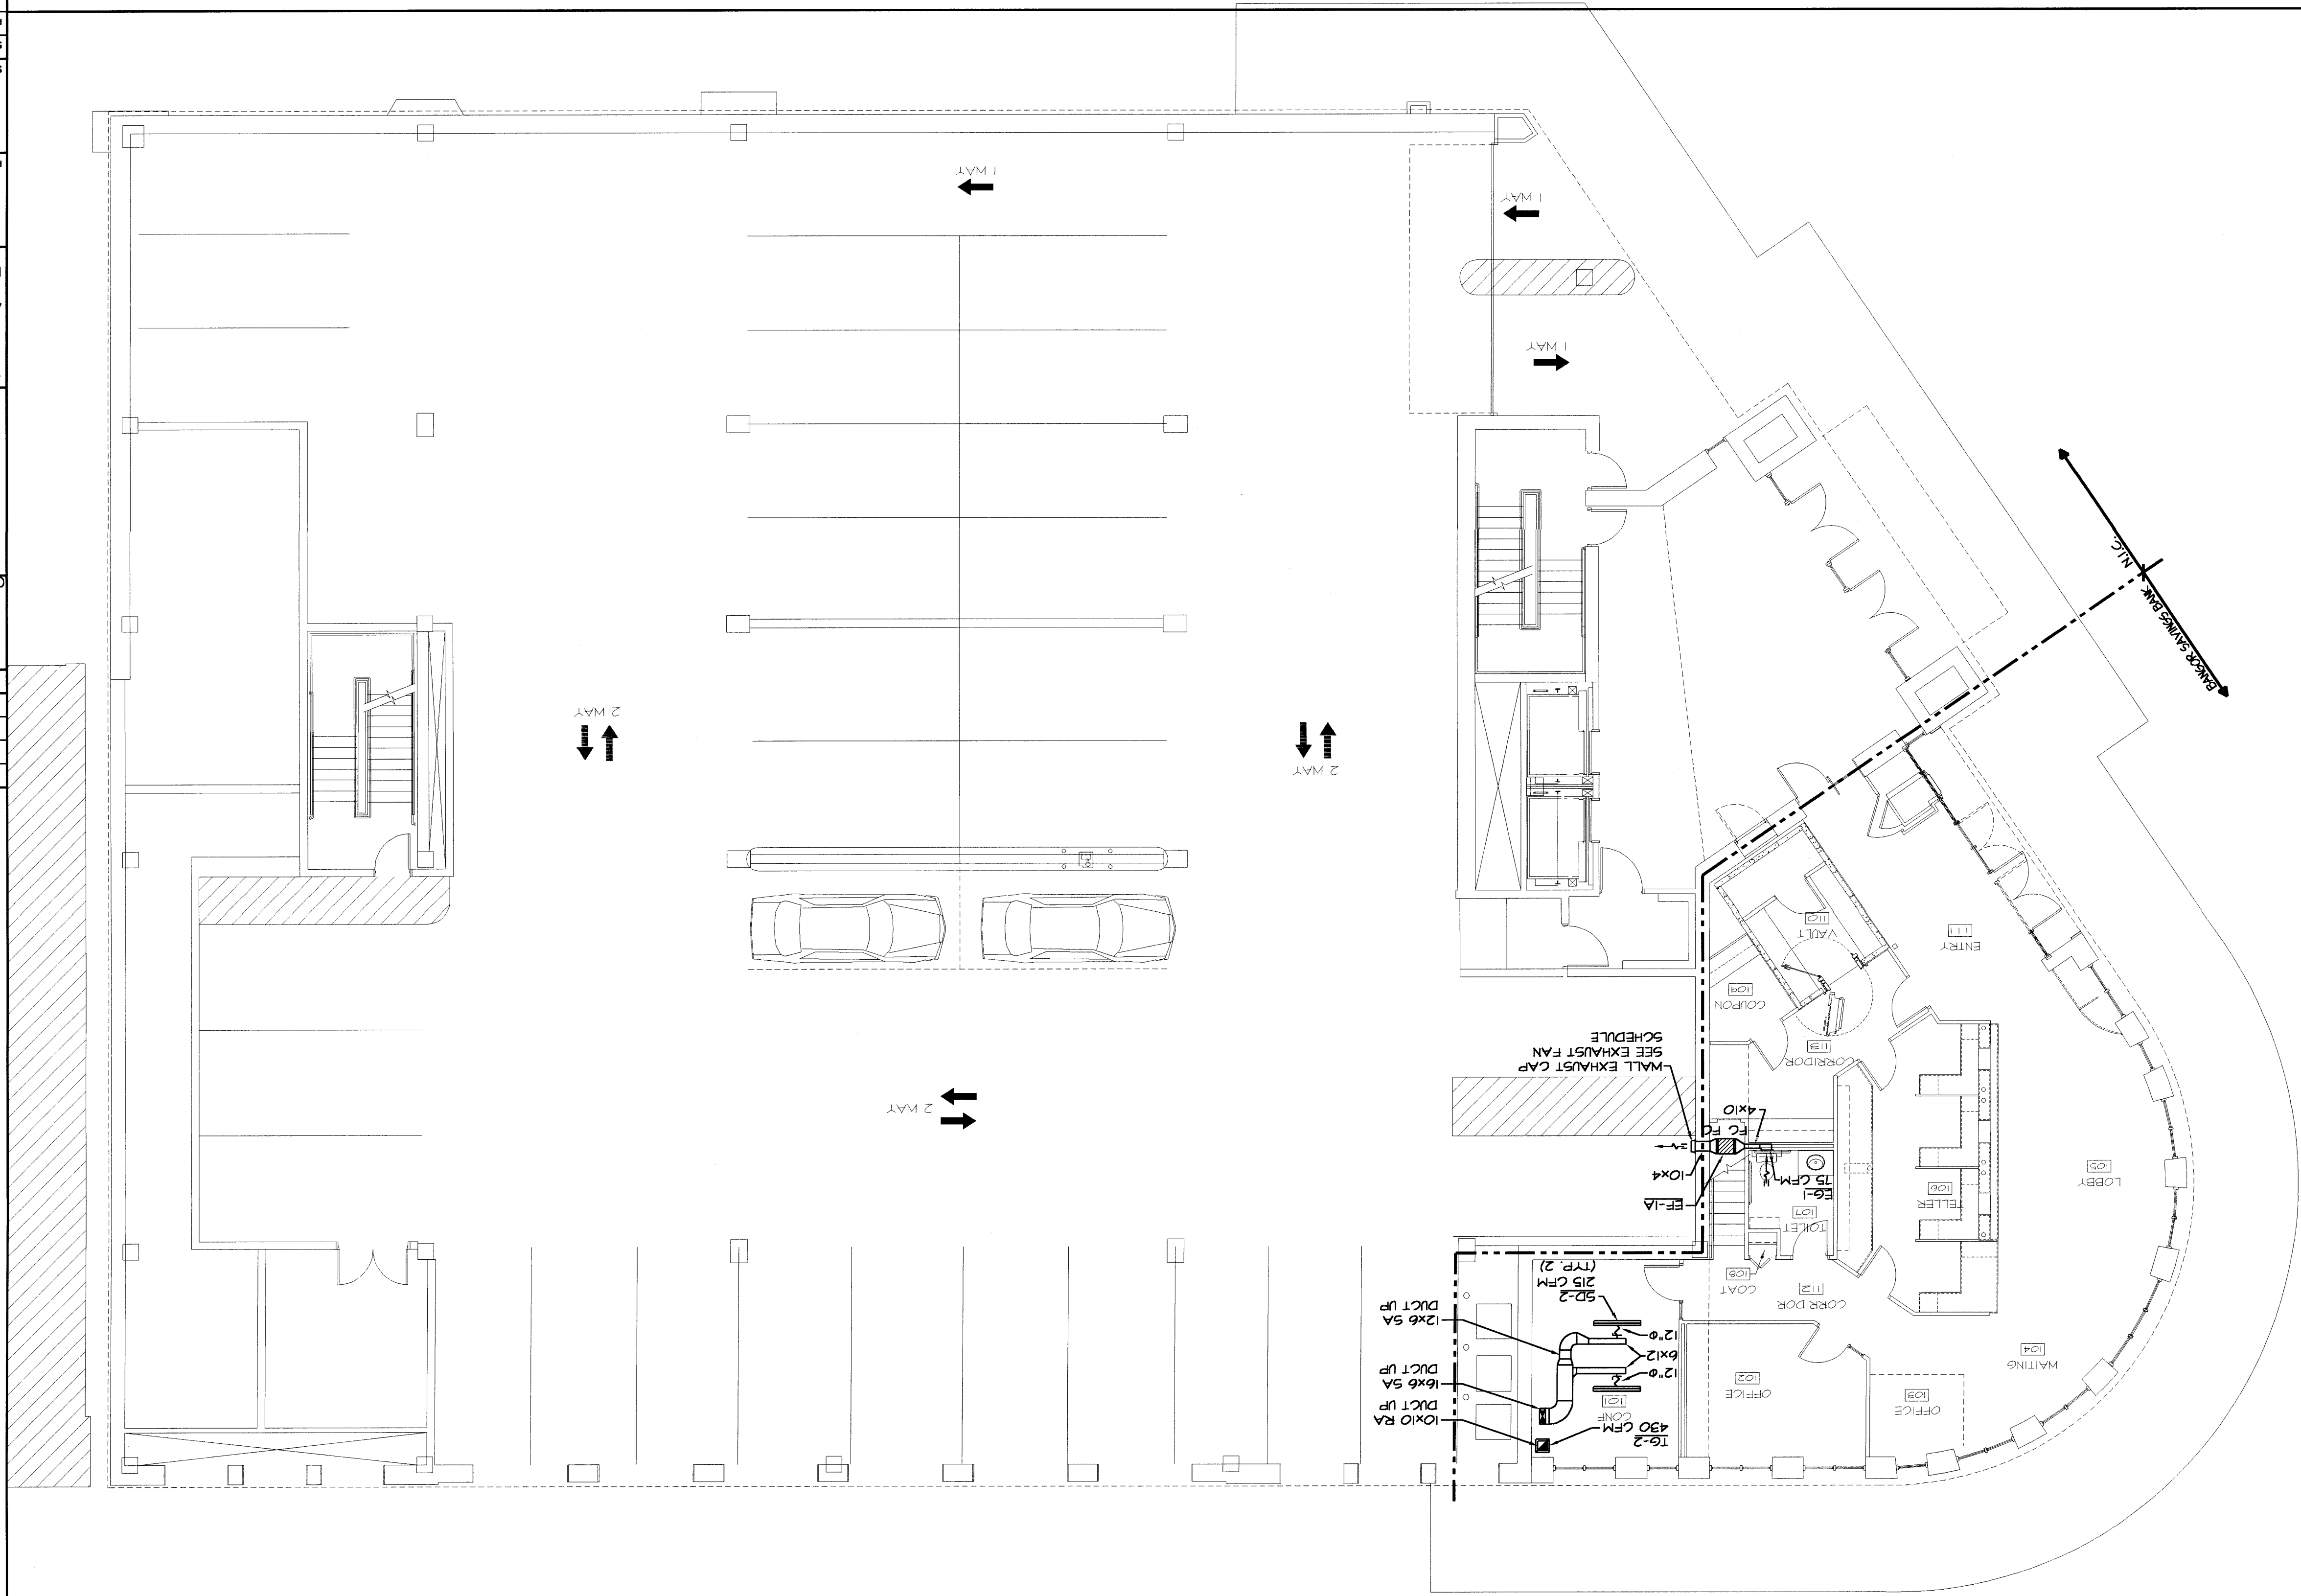 TG-2
430 CFM
CONF
101
10x10 RA
DUCT UP
16x6 SA
DUCT UP
12x6 SA
DUCT UP
12"Φ
6x12
12"Φ
SD-2
215 CFM
(TYP. 2)
OFFICE
103
OFFICE
102
WAITING
104
CORRIDOR
112
COAT
108
TOILET
107
EG-1
75 CFM
EF-1A
10x4
FC FC
4x10
TELLER
106
LOBBY
105
WALL EXHAUST CAP
SEE EXHAUST FAN
SCHEDULE
CORRIDOR
113
COUPON
109
VAULT
110
ENTRY
111
2 WAY
2 WAY
2 WAY
BANGOR SAVINGS BANK
N.I.C.
1 WAY
1 WAY
1 WAY